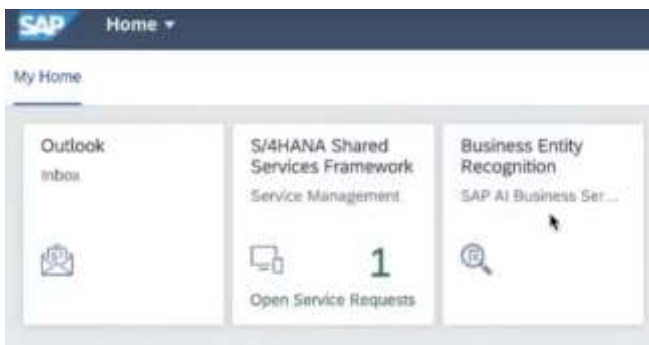 SAP
Home
My Home
Outlook
Inbox
S/4HANA Shared
Services Framework
Service Management
1
Open Service Requests
Business Entity
Recognition
SAP AI Business Ser...